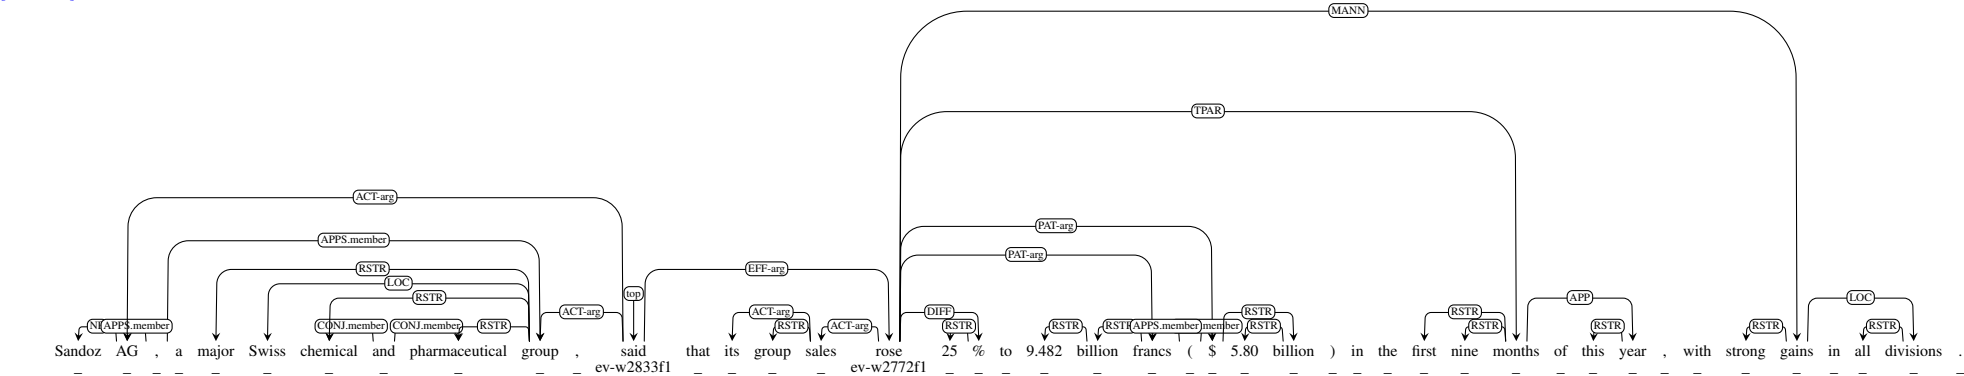 MANN
TPAR
ACT-arg
PAT-arg
APPS.member
PAT-arg
RSTR EFF-arg
LOC
top
RSTR APP LOC
ACT-arg ACT-arg DIFF RSTR RSTR
APPS.member CONJ.member CONJ.member RSTR RSTR ACT-arg RSTR RSTR APPS.member member RSTR RSTR RSTR RSTR RSTR
Sandoz AG , a major Swiss chemical and pharmaceutical group , said that its group sales rose 25 % to 9.482 billion francs ( $ 5.80 billion ) in the first nine months of this year , with strong gains in all divisions .
_ _ _ _ _ _ _ _ _ _ _ ev-w2833f1 _ _ _ _ ev-w2772f1 _ _ _ _ _ _ _ _ _ _ _ _ _ _ _ _ _ _ _ _ _ _ _ _ _ _ _